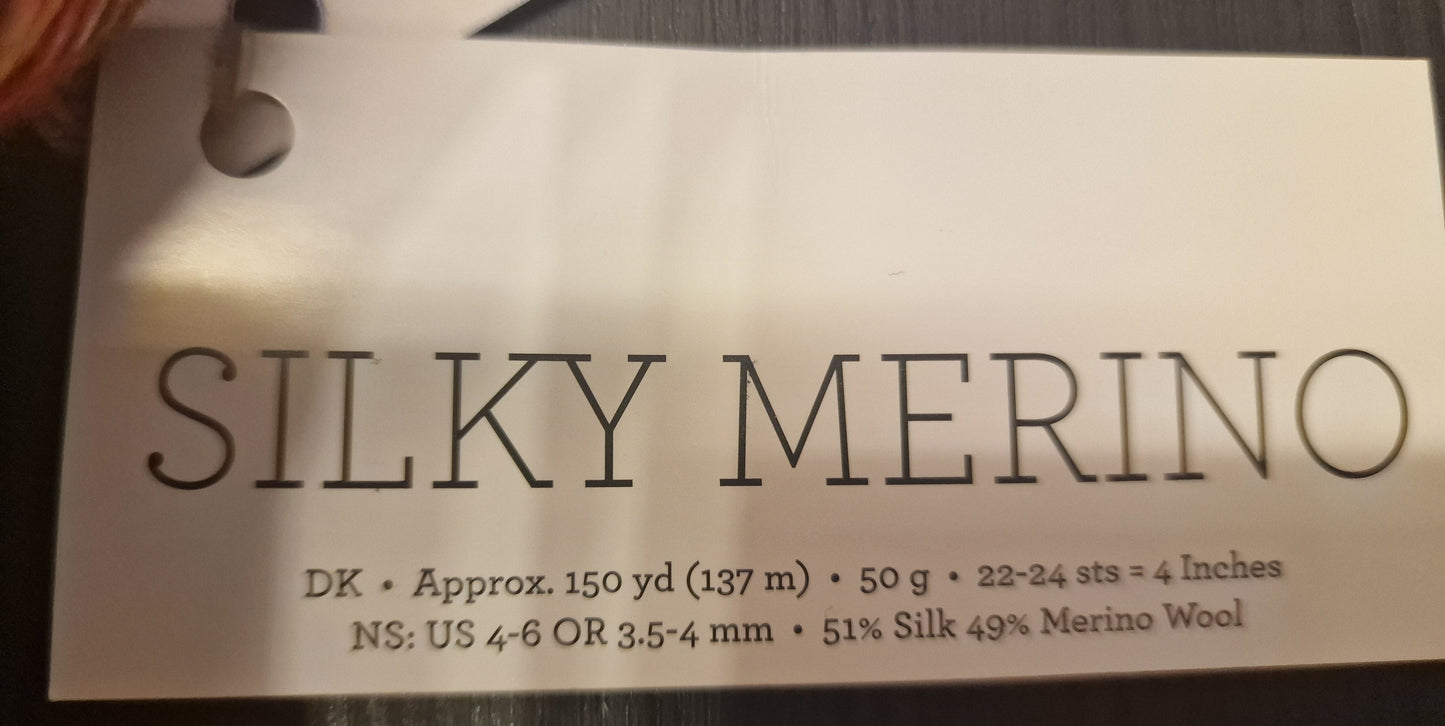 SILKY MERINO
DK • Approx. 150 yd (137 m) • 50 g • 22-24 sts = 4 Inches
NS: US 4-6 OR 3.5-4 mm • 51% Silk 49% Merino Wool